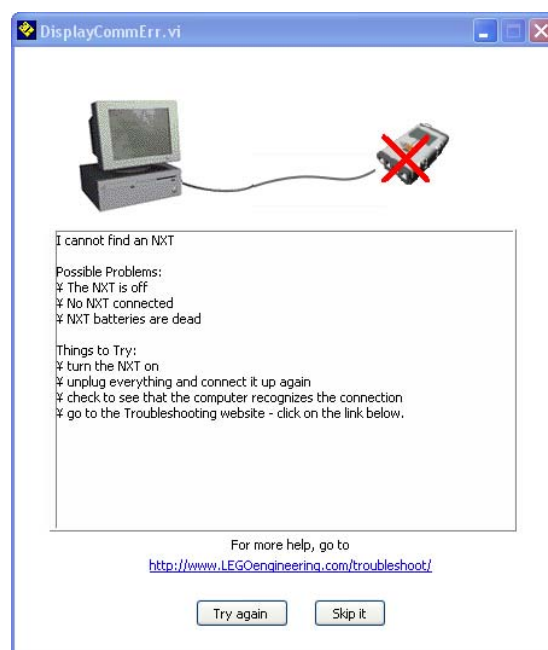 DisplayCommErr.vi
I cannot find an NXT
Possible Problems:
¥ The NXT is off
¥ No NXT connected
¥ NXT batteries are dead
Things to Try:
¥ turn the NXT on
¥ unplug everything and connect it up again
¥ check to see that the computer recognizes the connection
¥ go to the Troubleshooting website - click on the link below.
For more help, go to
http://www.LEGOengineering.com/troubleshoot/
Try again Skip it